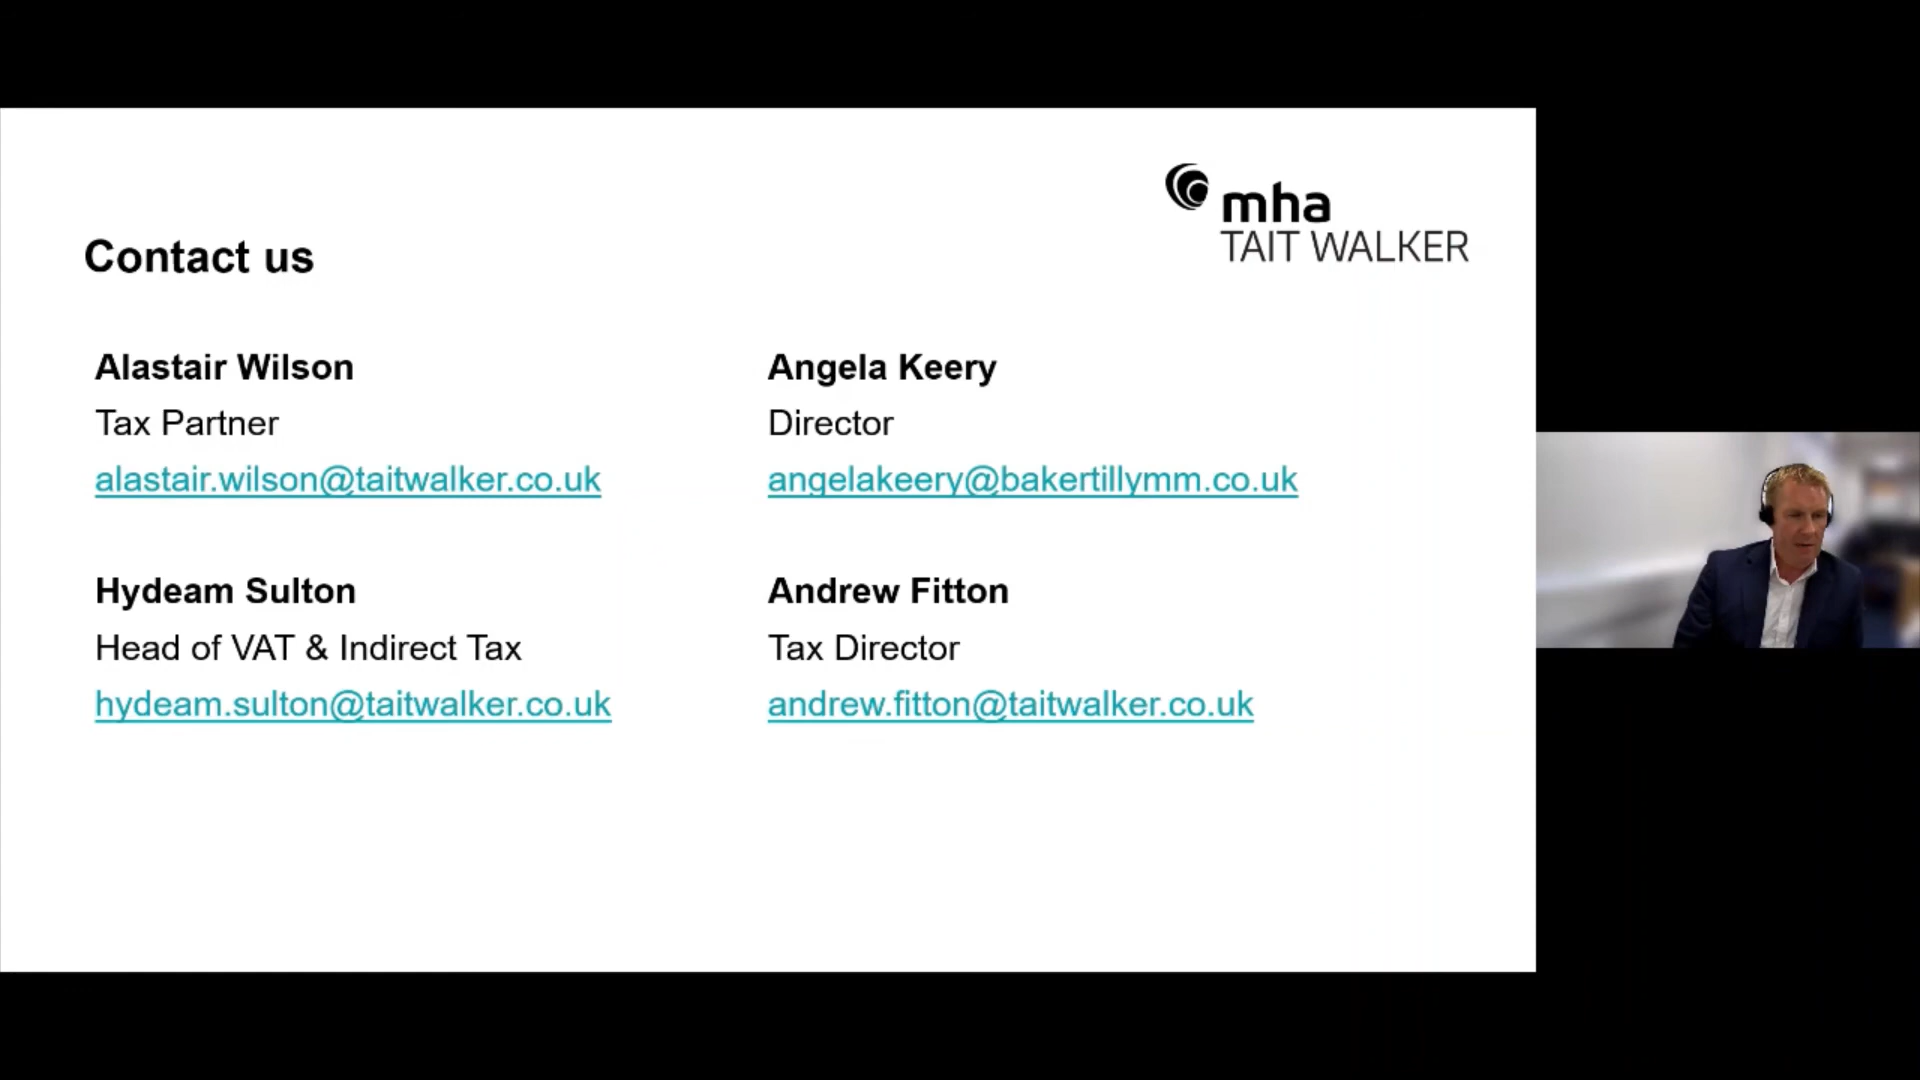 mha
TAIT WALKER
Contact us
Alastair Wilson
Tax Partner
alastair.wilson@taitwalker.co.uk
Angela Keery
Director
angelakeery@bakertillymm.co.uk
Hydeam Sulton
Head of VAT & Indirect Tax
hydeam.sulton@taitwalker.co.uk
Andrew Fitton
Tax Director
andrew.fitton@taitwalker.co.uk